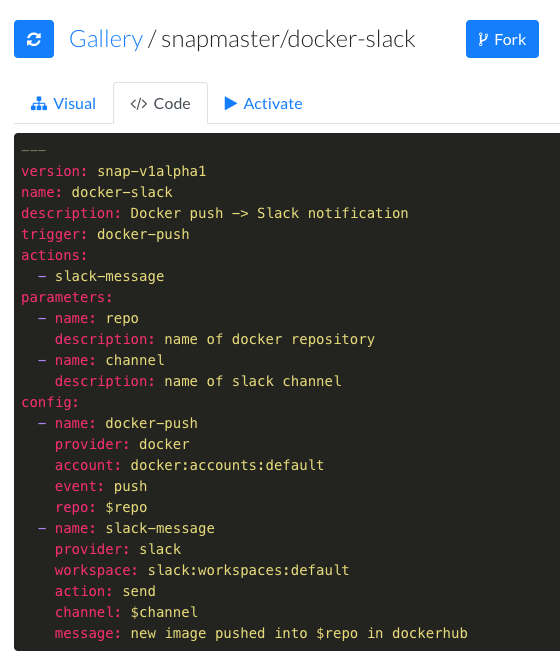 Gallery / snapmaster/docker-slack
Fork
Visual
Code
Activate
---
version: snap-v1alpha1
name: docker-slack
description: Docker push -> Slack notification
trigger: docker-push
actions:
  - slack-message
parameters:
  - name: repo
    description: name of docker repository
  - name: channel
    description: name of slack channel
config:
  - name: docker-push
    provider: docker
    account: docker:accounts:default
    event: push
    repo: $repo
  - name: slack-message
    provider: slack
    workspace: slack:workspaces:default
    action: send
    channel: $channel
    message: new image pushed into $repo in dockerhub